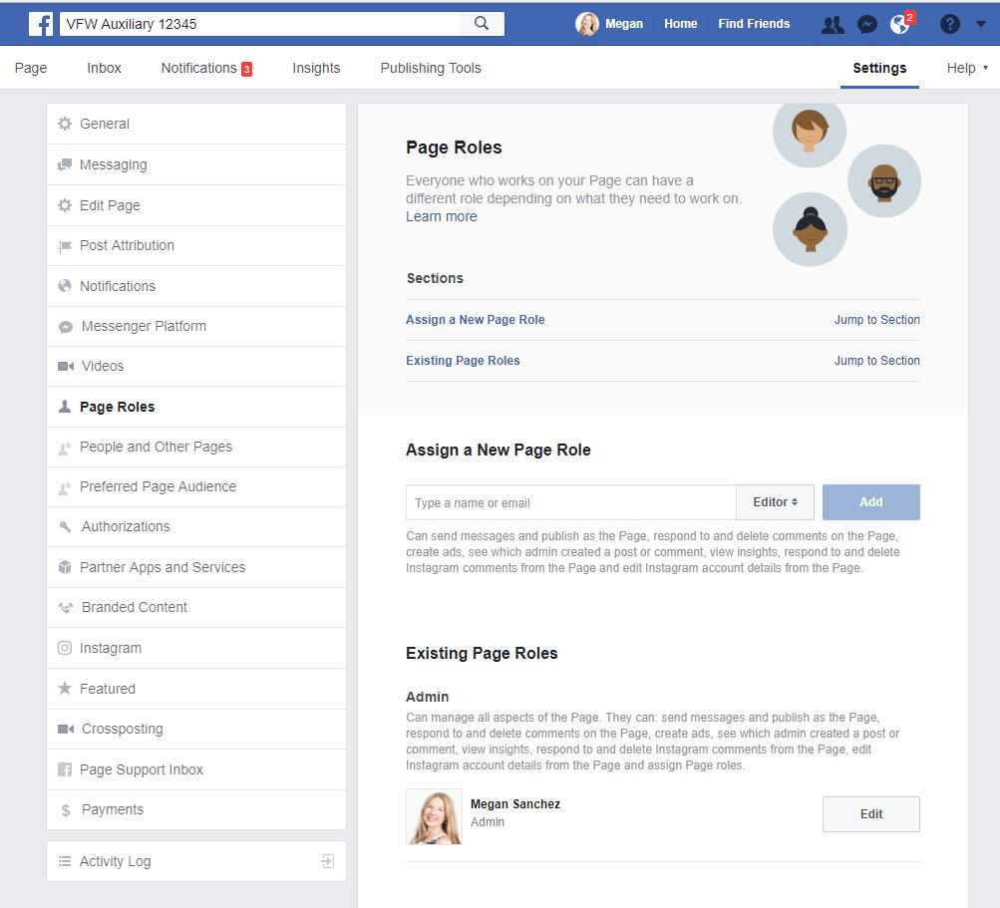 f
VFW Auxiliary 12345
Megan
Home
Find Friends
2
?
Page
Inbox
Notifications 3
Insights
Publishing Tools
Settings
Help
General
Messaging
Edit Page
Post Attribution
Notifications
Messenger Platform
Videos
Page Roles
People and Other Pages
Preferred Page Audience
Authorizations
Partner Apps and Services
Branded Content
Instagram
Featured
Crossposting
Page Support Inbox
$ Payments
Activity Log
Page Roles
Everyone who works on your Page can have a
different role depending on what they need to work on.
Learn more
Sections
Assign a New Page Role
Jump to Section
Existing Page Roles
Jump to Section
Assign a New Page Role
Type a name or email
Editor
Add
Can send messages and publish as the Page, respond to and delete comments on the Page,
create ads, see which admin created a post or comment, view insights, respond to and delete
Instagram comments from the Page and edit Instagram account details from the Page.
Existing Page Roles
Admin
Can manage all aspects of the Page. They can: send messages and publish as the Page,
respond to and delete comments on the Page, create ads, see which admin created a post or
comment, view insights, respond to and delete Instagram comments from the Page, edit
Instagram account details from the Page and assign Page roles.
Megan Sanchez
Admin
Edit